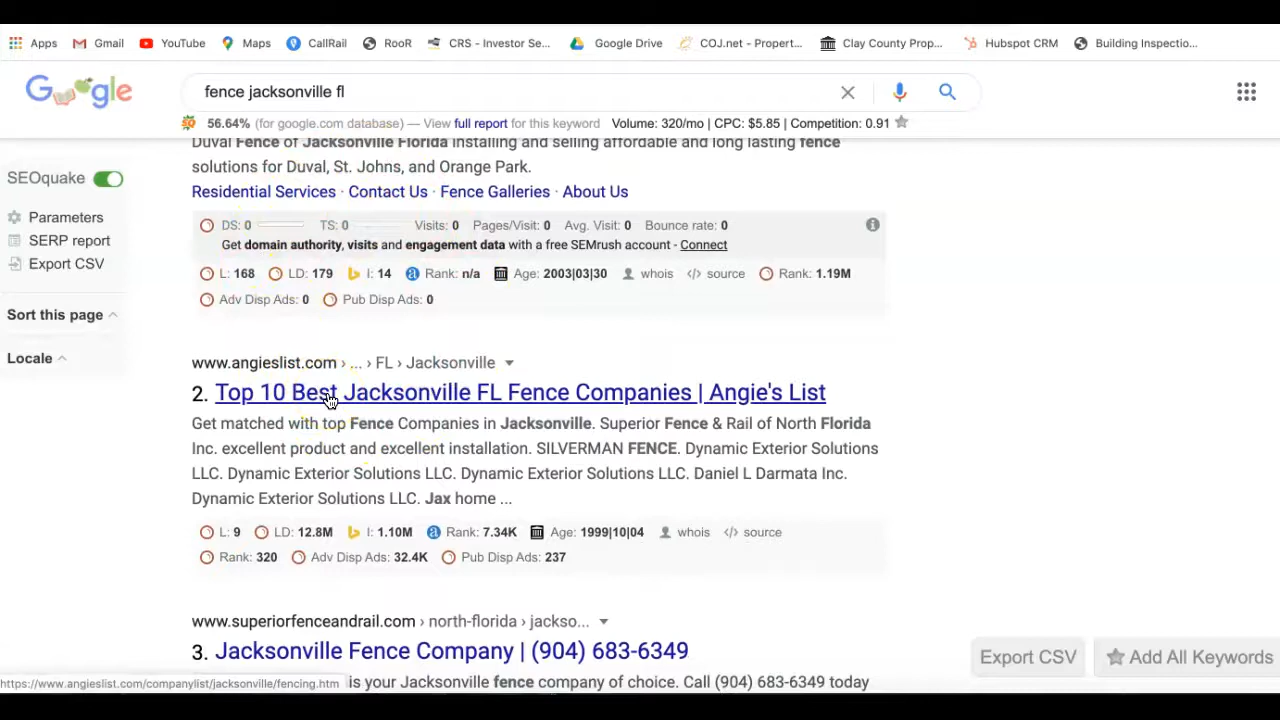 Apps Gmail YouTube Maps CallRail RooR CRS - Investor Se... Google Drive COJ.net - Propert... Clay County Prop... Hubspot CRM Building Inspectio...
Google
fence jacksonville fl
56.64% (for google.com database) — View full report for this keyword Volume: 320/mo | CPC: $5.85 | Competition: 0.91
SEOquake
Parameters
SERP report
Export CSV
Sort this page
Locale
Duval Fence of Jacksonville Florida installing and selling affordable and long lasting fence
solutions for Duval, St. Johns, and Orange Park.
Residential Services · Contact Us · Fence Galleries · About Us
DS: 0 TS: 0 Visits: 0 Pages/Visit: 0 Avg. Visit: 0 Bounce rate: 0
Get domain authority, visits and engagement data with a free SEMrush account - Connect
L: 168 LD: 179 I: 14 Rank: n/a Age: 2003|03|30 whois source Rank: 1.19M
Adv Disp Ads: 0 Pub Disp Ads: 0
www.angieslist.com › ... › FL › Jacksonville
2. Top 10 Best Jacksonville FL Fence Companies | Angie's List
Get matched with top Fence Companies in Jacksonville. Superior Fence & Rail of North Florida
Inc. excellent product and excellent installation. SILVERMAN FENCE. Dynamic Exterior Solutions
LLC. Dynamic Exterior Solutions LLC. Dynamic Exterior Solutions LLC. Daniel L Darmata Inc.
Dynamic Exterior Solutions LLC. Jax home ...
L: 9 LD: 12.8M I: 1.10M Rank: 7.34K Age: 1999|10|04 whois source
Rank: 320 Adv Disp Ads: 32.4K Pub Disp Ads: 237
www.superiorfenceandrail.com › north-florida › jackso...
3. Jacksonville Fence Company | (904) 683-6349
is your Jacksonville fence company of choice. Call (904) 683-6349 today
Export CSV Add All Keywords
https://www.angieslist.com/companylist/jacksonville/fencing.htm